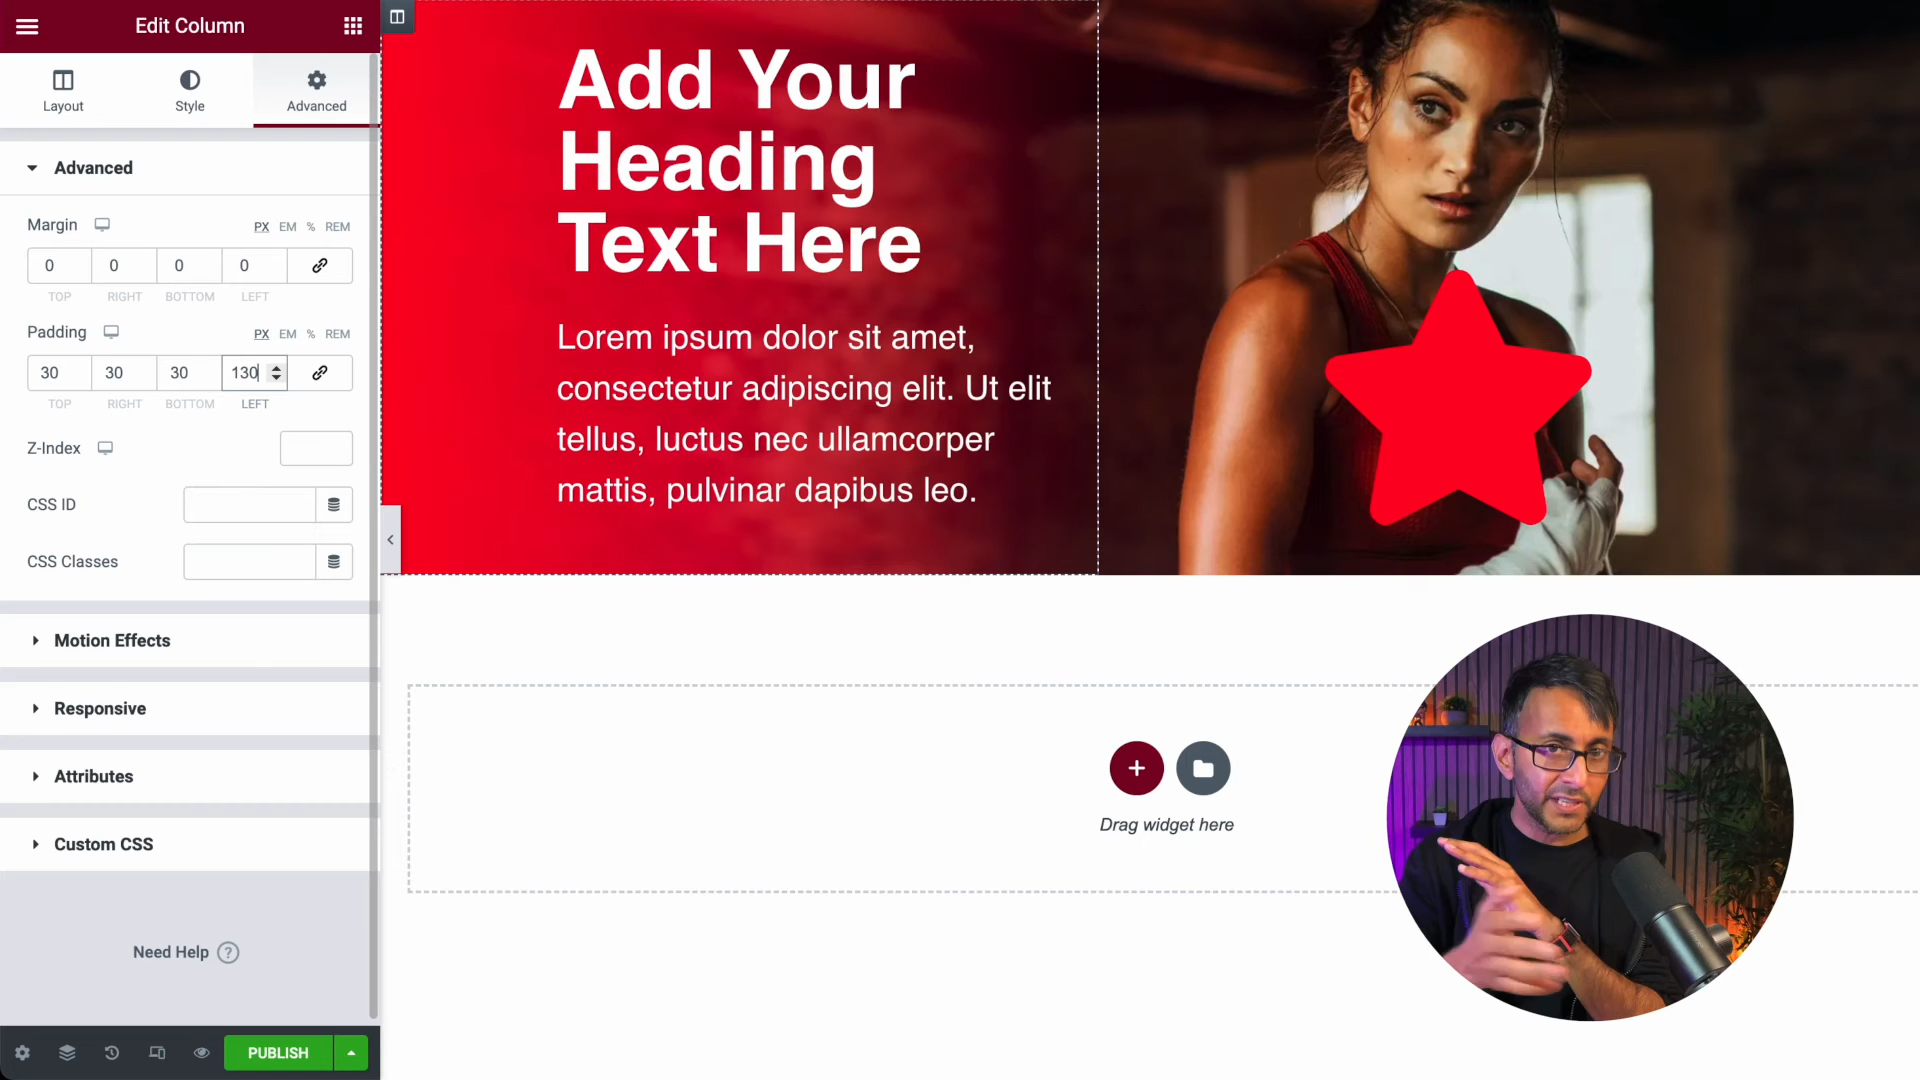 Edit Column
Layout
Style
Advanced
Advanced
Margin
PX EM % REM
0 0 0 0
TOP RIGHT BOTTOM LEFT
Padding
PX EM % REM
30 30 30 130
TOP RIGHT BOTTOM LEFT
Z-Index
CSS ID
CSS Classes
Motion Effects
Responsive
Attributes
Custom CSS
Need Help ?
PUBLISH
Add Your
Heading
Text Here
Lorem ipsum dolor sit amet,
consectetur adipiscing elit. Ut elit
tellus, luctus nec ullamcorper
mattis, pulvinar dapibus leo.
Drag widget here